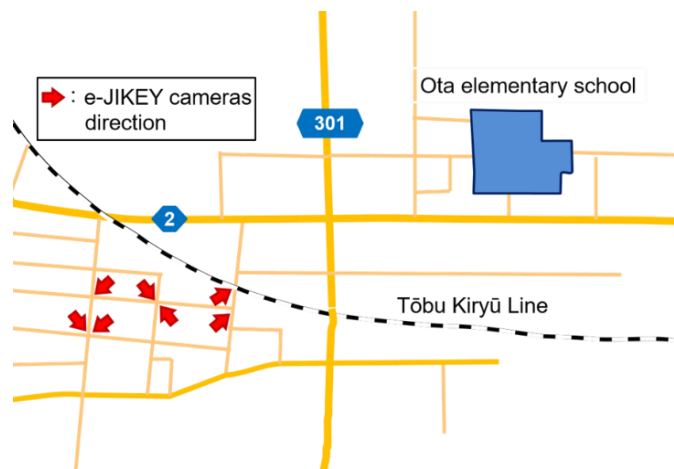 Ota elementary school
: e-JIKEY cameras
direction
301
2
Tōbu Kiryū Line